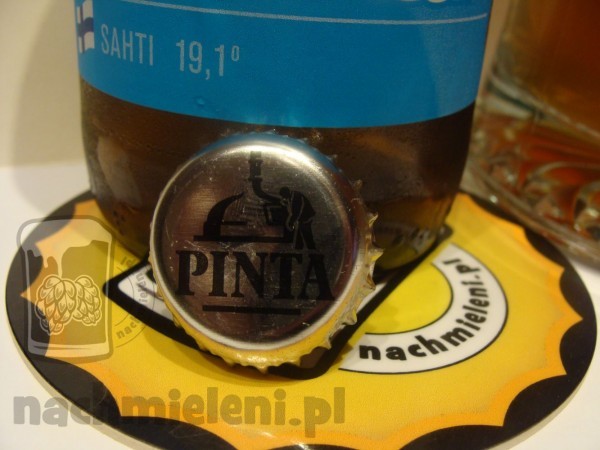 SAHTI 19,1°
PINTA
nachmieleni.pl
nachmieleni.pl